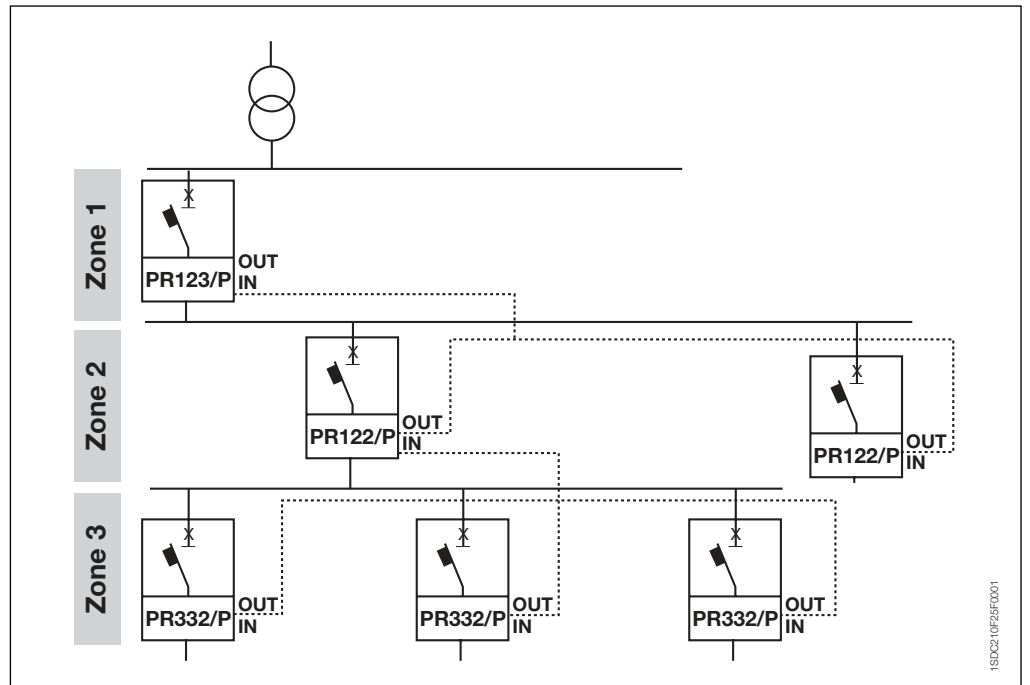 Zone 1
PR123/P
OUT
IN
Zone 2
PR122/P
OUT
IN
PR122/P
OUT
IN
Zone 3
PR332/P
OUT
IN
PR332/P
OUT
IN
PR332/P
OUT
IN
1SDC210F25F0001